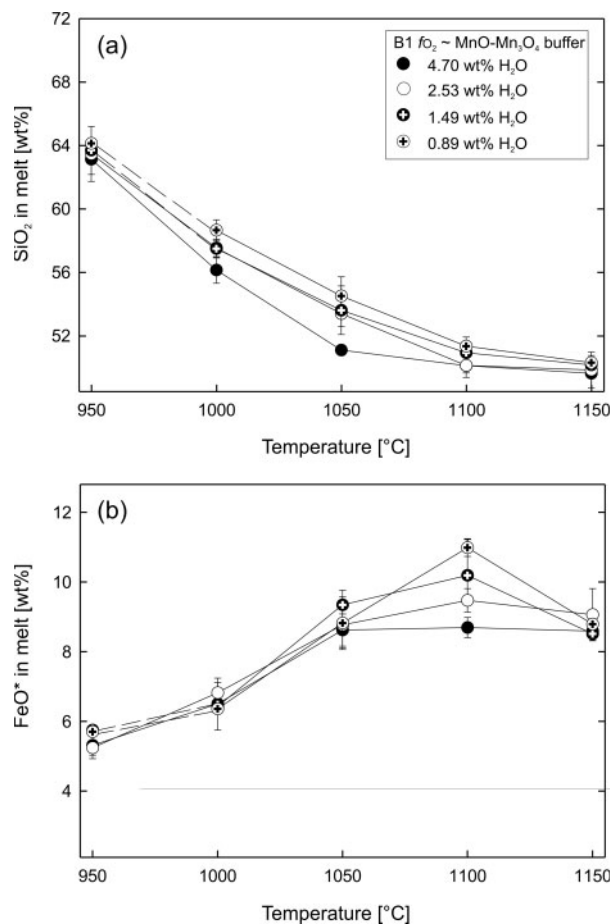 (a)
B1 fO₂ ~ MnO-Mn₃O₄ buffer
4.70 wt% H₂O
2.53 wt% H₂O
1.49 wt% H₂O
0.89 wt% H₂O
72
68
64
60
56
52
SiO₂ in melt [wt%]
950 1000 1050 1100 1150
Temperature [°C]
(b)
12
10
8
6
4
FeO* in melt [wt%]
950 1000 1050 1100 1150
Temperature [°C]